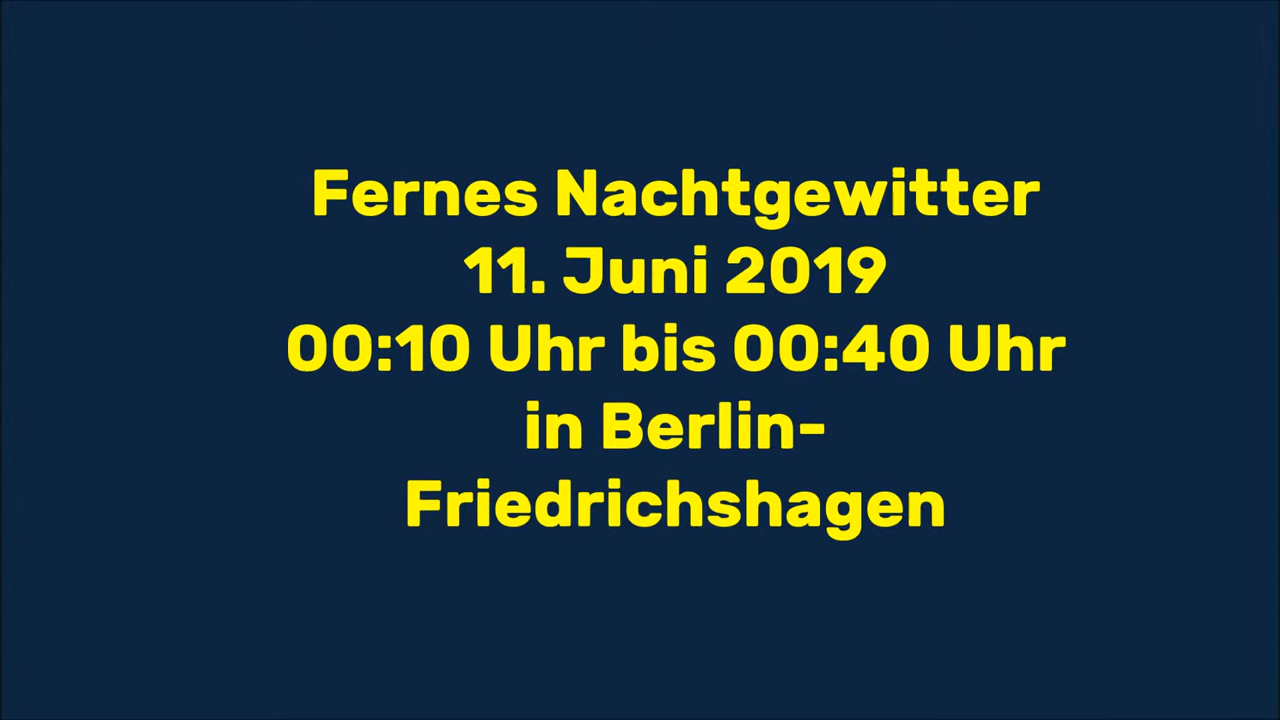 Fernes Nachtgewitter
11. Juni 2019
00:10 Uhr bis 00:40 Uhr
in Berlin-
Friedrichshagen